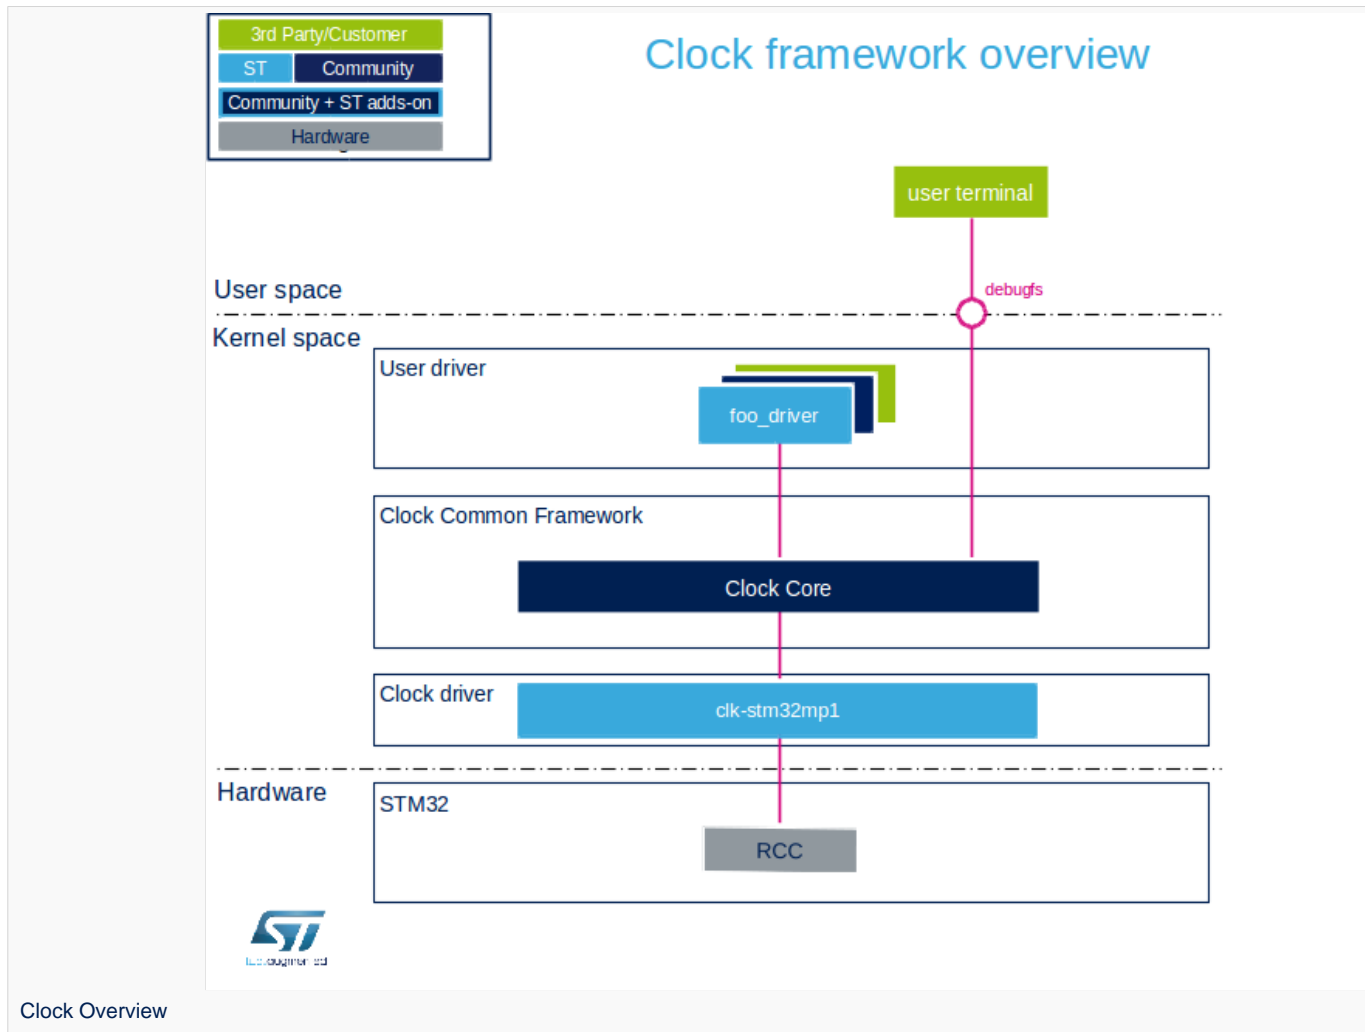 3rd Party/Customer
Clock framework overview
ST Community
Community + ST adds-on
Hardware
user terminal
User space
debugfs
Kernel space
User driver
foo_driver
Clock Common Framework
Clock Core
Clock driver
clk-stm32mp1
Hardware
STM32
RCC
ST
Clock Overview